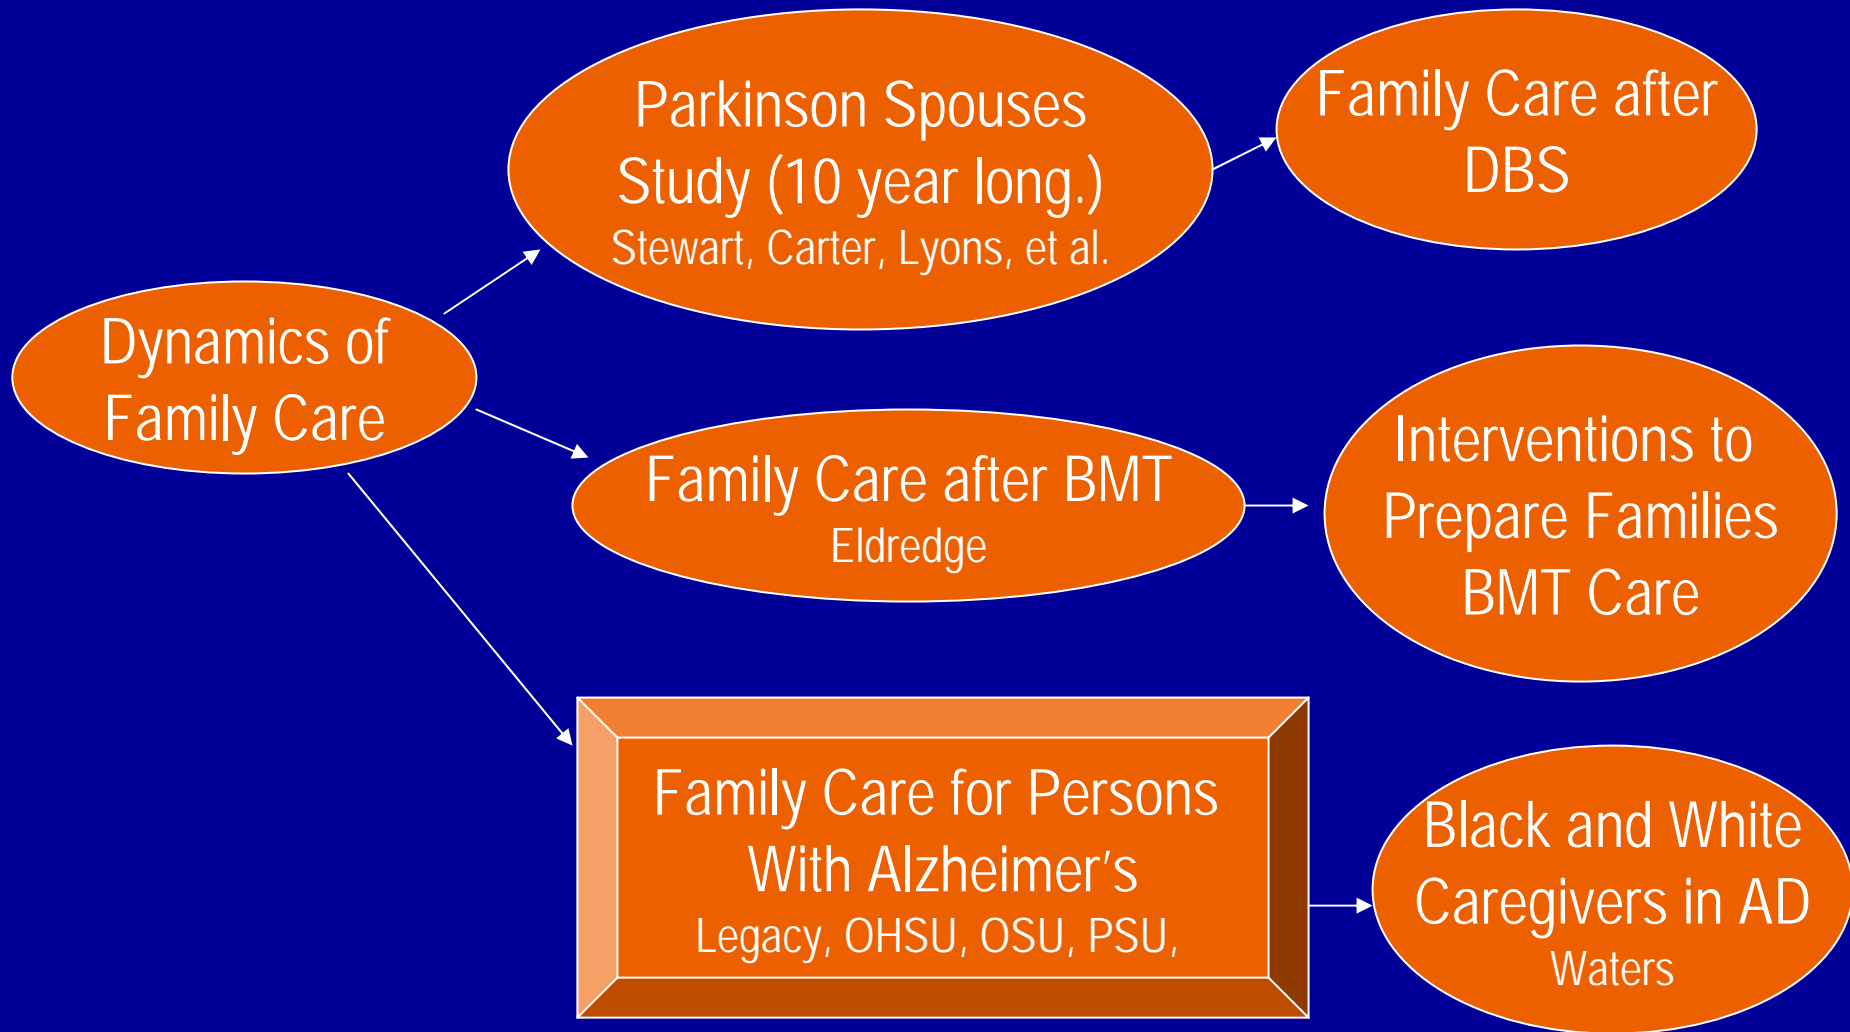 Dynamics of
Family Care
Parkinson Spouses
Study (10 year long.)
Stewart, Carter, Lyons, et al.
Family Care after
DBS
Family Care after BMT
Eldredge
Interventions to
Prepare Families
BMT Care
Family Care for Persons
With Alzheimer’s
Legacy, OHSU, OSU, PSU,
Black and White
Caregivers in AD
Waters